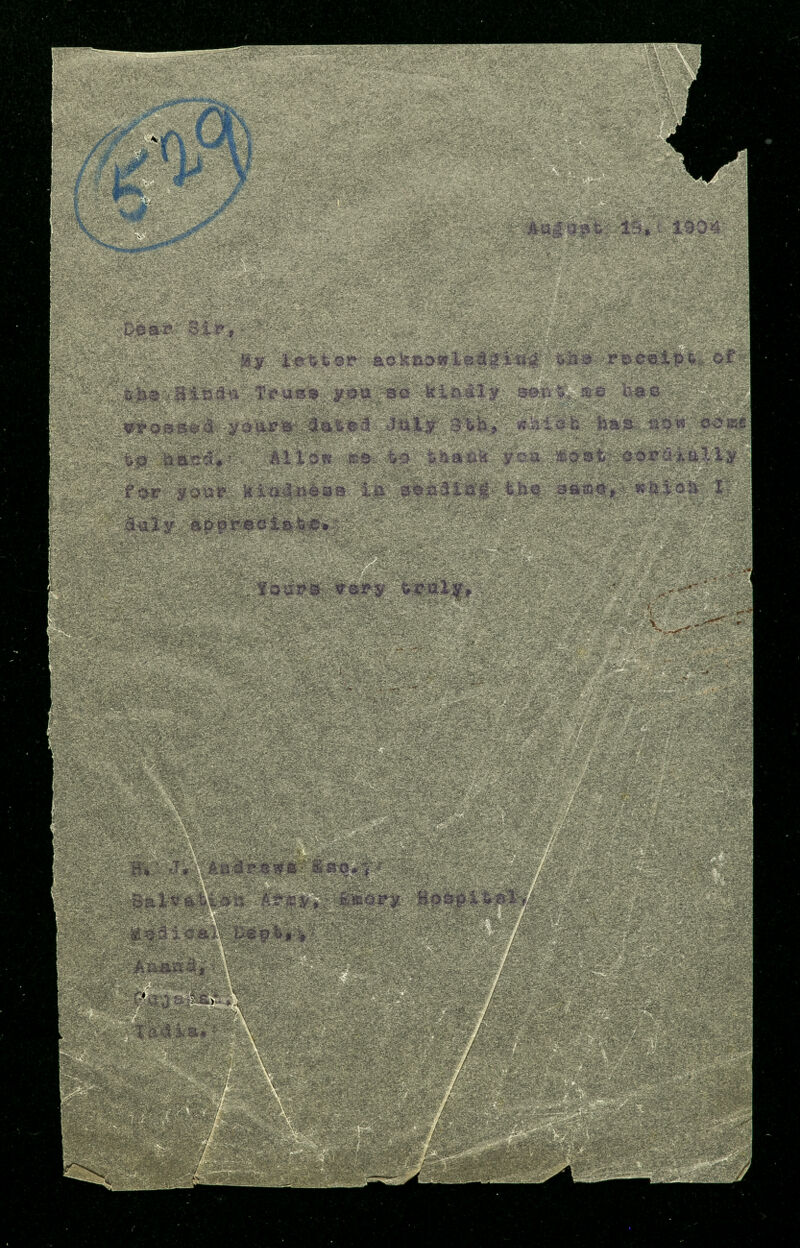 529
August 15, 1904
Dear Sir,
My letter acknowledging the receipt of
the Hindu Truss you so kindly sent me has
crossed yours dated July 8th, which has now come
to hand. Allow me to thank you most cordially
for your kindness in sending the same, which I
duly appreciate.
Yours very truly,
H. J. Andrews Esq.,
Salvation Army, Emery Hospital,
Medical Dept.,
Anand,
Gujarat,
India.